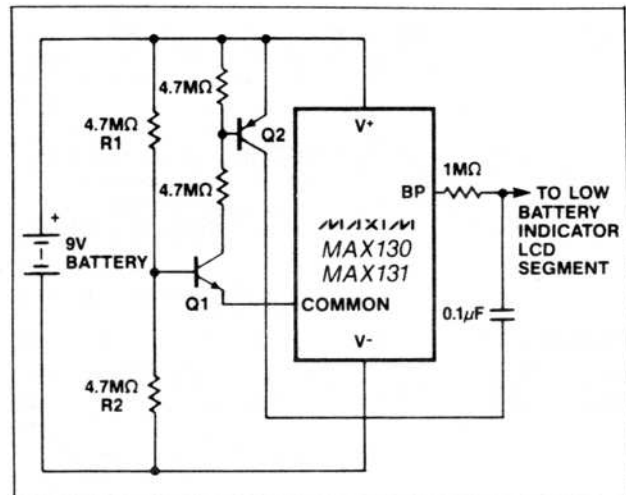 4.7MΩ
4.7MΩ
R1
Q2
V+
4.7MΩ
1MΩ
BP
TO LOW
BATTERY
INDICATOR
LCD
SEGMENT
+
9V
BATTERY
MAXIM
MAX130
MAX131
Q1
COMMON
0.1μF
V-
4.7MΩ
R2